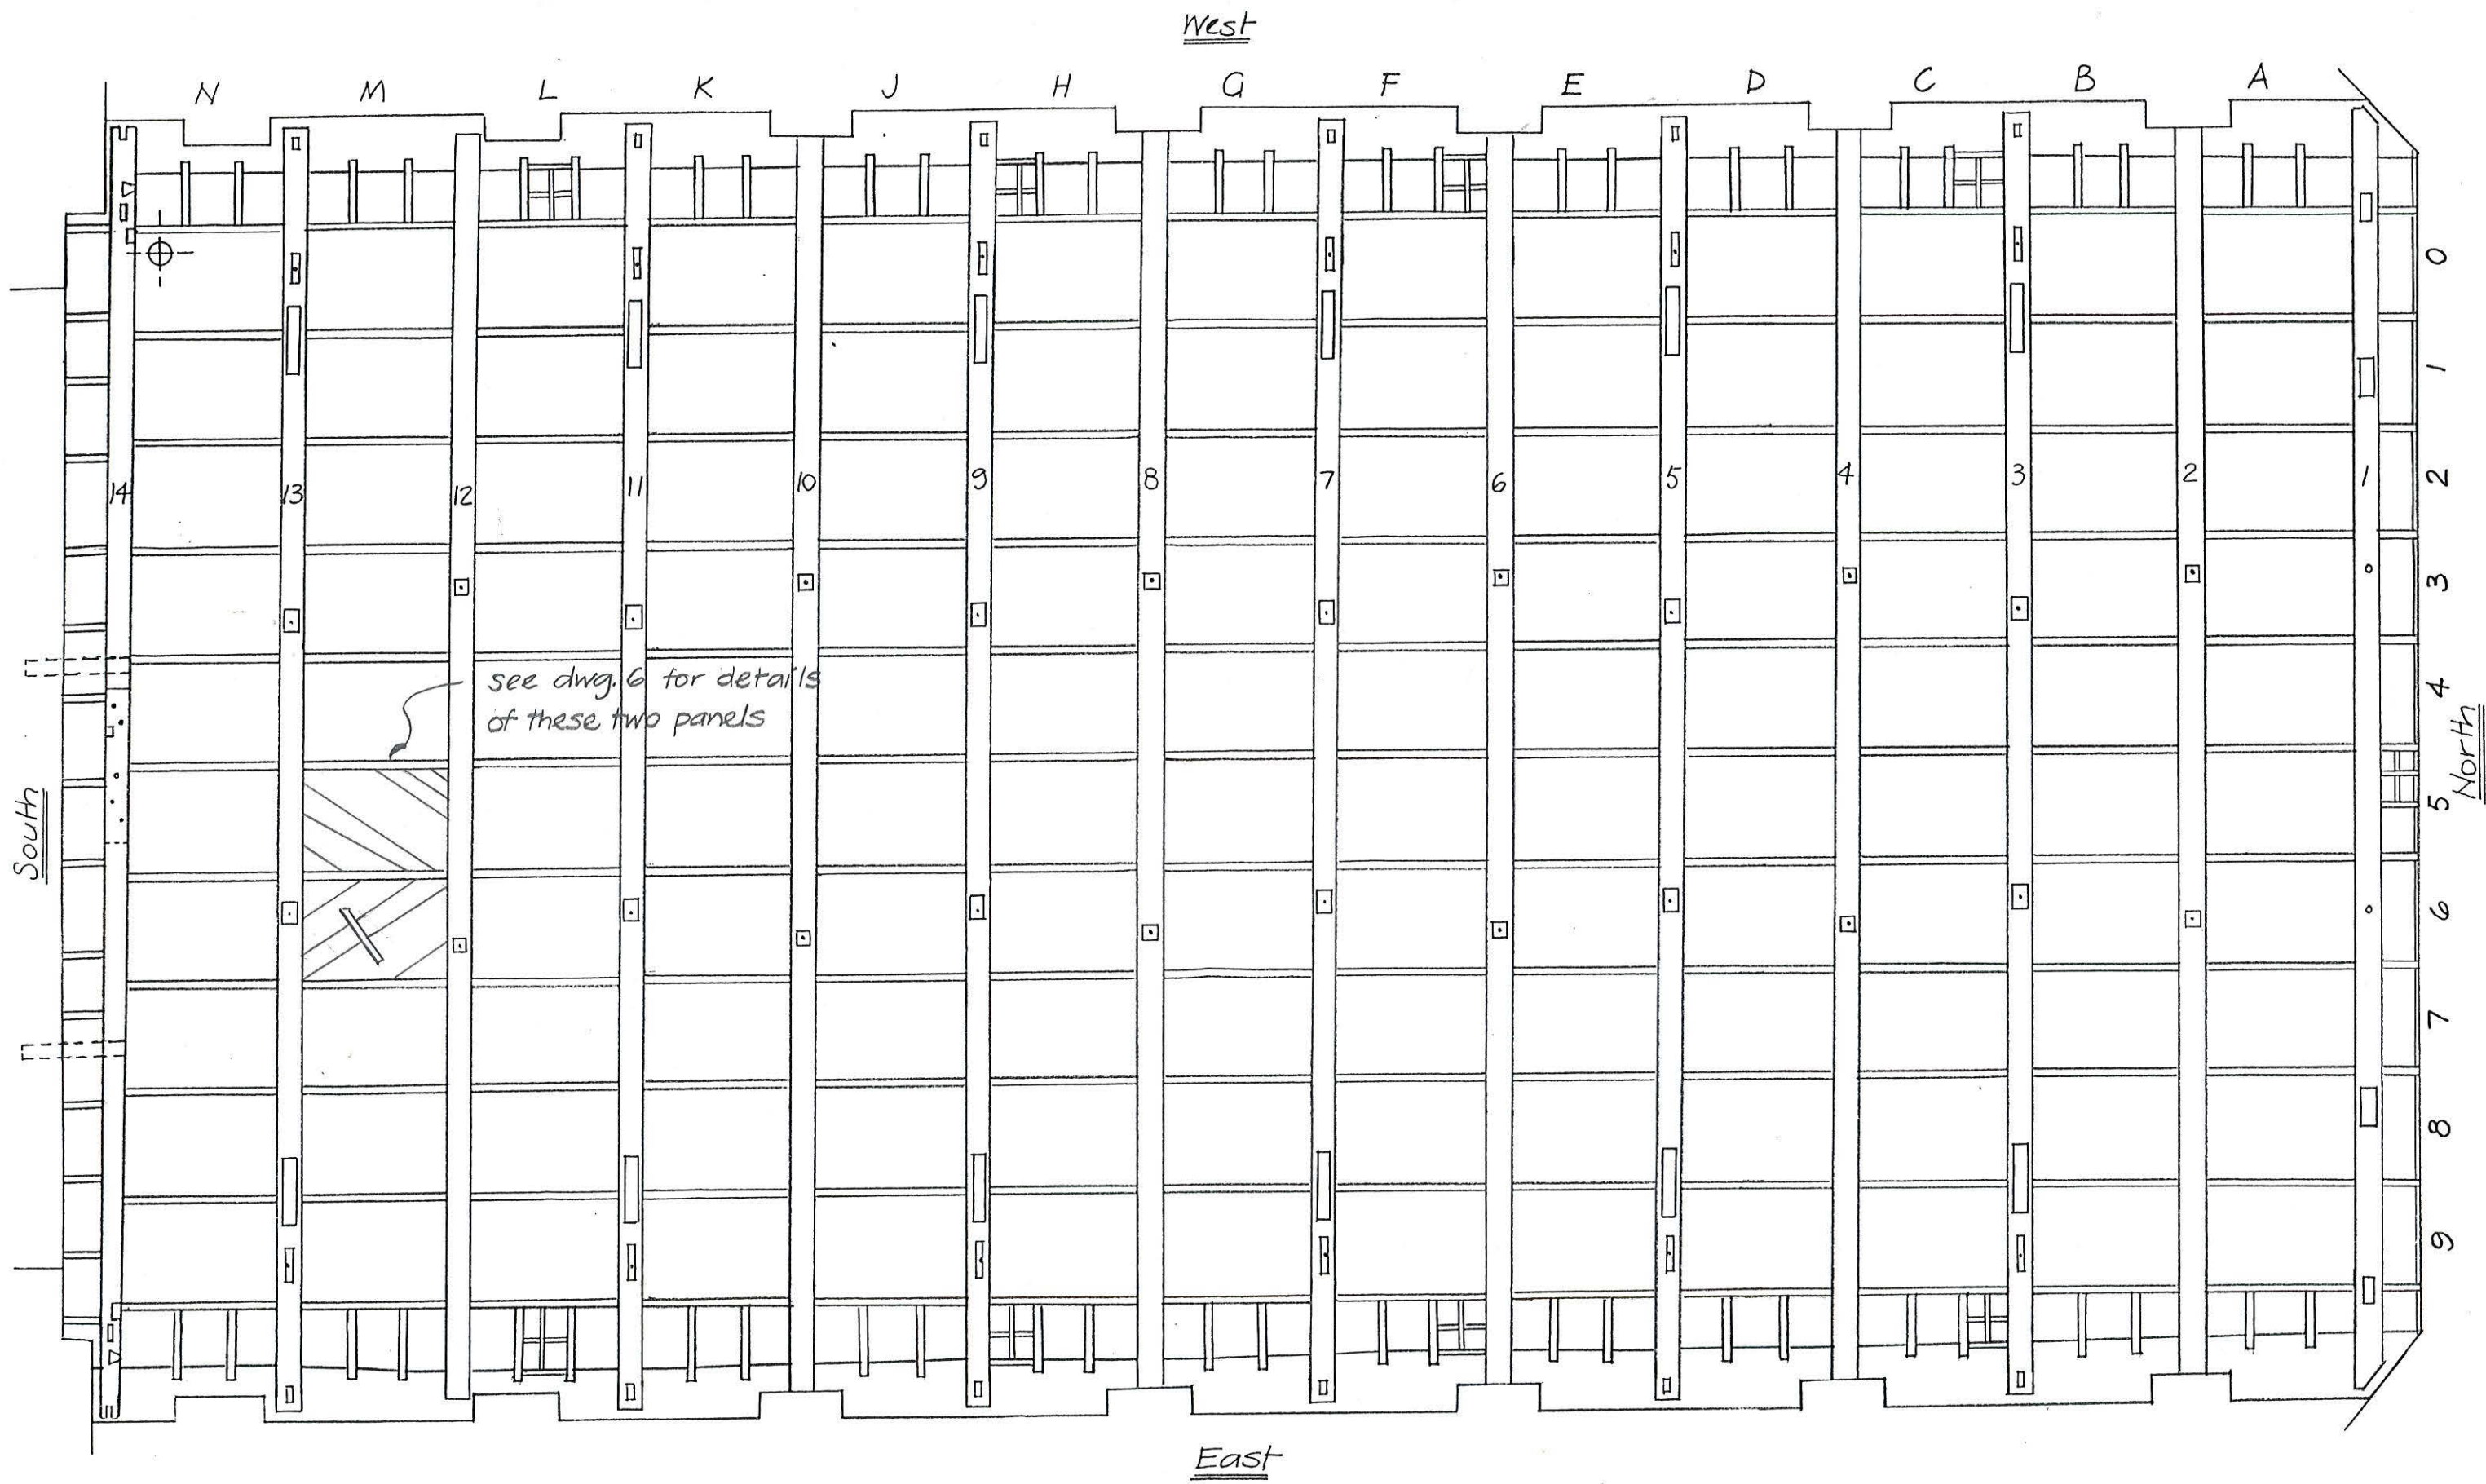 West
N M L K J H G F E D C B A
0
1
14 13 12 11 10 9 8 7 6 5 4 3 2 1 2
3
see dwg. 6 for details
of these two panels
4
South
North
5
6
7
8
9
East